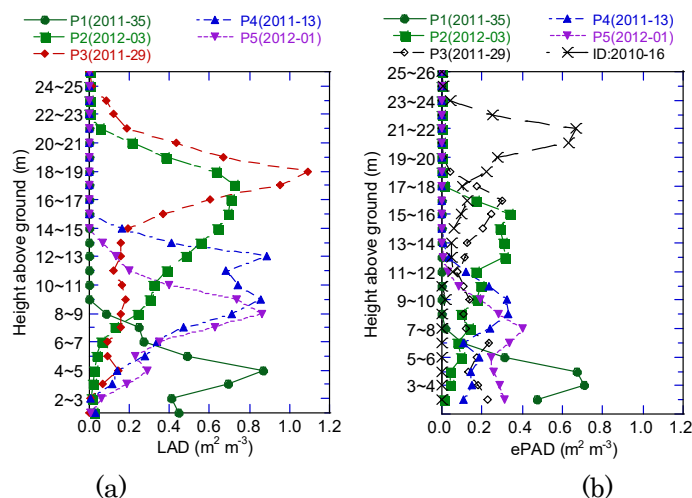 P1(2011-35) P4(2011-13)
P2(2012-03) P5(2012-01)
P3(2011-29)
24~25
22~23
20~21
18~19
16~17
14~15
12~13
10~11
8~9
6~7
4~5
2~3
Height above ground (m)
0 0.2 0.4 0.6 0.8 1.0 1.2
LAD (m² m⁻³)
(a)
P1(2011-35) P4(2011-13)
P2(2012-03) P5(2012-01)
P3(2011-29) ID:2010-16
25~26
23~24
21~22
19~20
17~18
15~16
13~14
11~12
9~10
7~8
5~6
3~4
Height above ground (m)
0 0.2 0.4 0.6 0.8 1.0 1.2
ePAD (m² m⁻³)
(b)